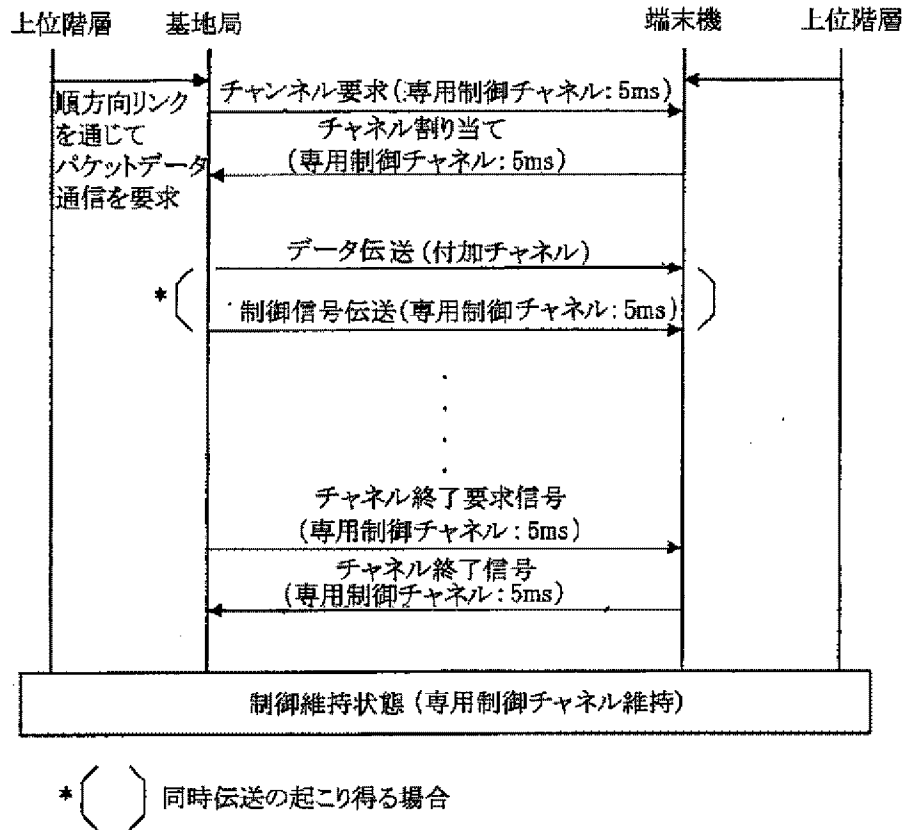 上位階層 基地局 端末機 上位階層
チャンネル要求(専用制御チャネル:5ms)
順方向リンク
を通じて
パケットデータ
通信を要求
チャネル割り当て
(専用制御チャネル:5ms)
データ伝送(付加チャネル)
*
制御信号伝送(専用制御チャネル:5ms)
チャネル終了要求信号
(専用制御チャネル:5ms)
チャネル終了信号
(専用制御チャネル:5ms)
制御維持状態(専用制御チャネル維持)
*( ) 同時伝送の起こり得る場合